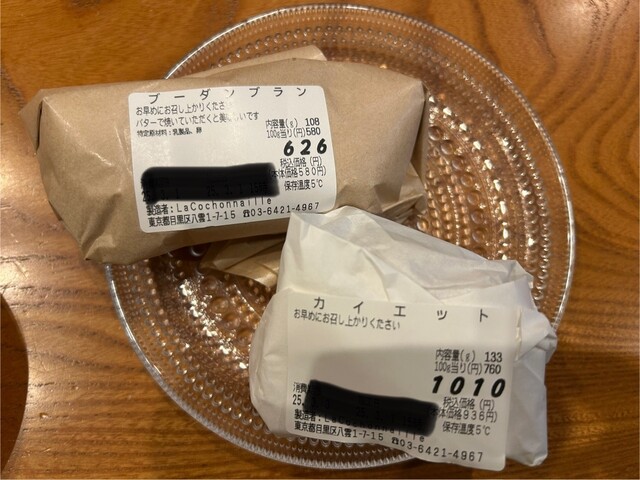 ブーダンブラン
お早めにお召し上がりくださ
バターで焼いていただくと美味しいです
特定原材料：乳製品、卵
内容量(g) 108
100g当り(円)580
626
税込価格(円)
本体価格580円)
保存温度5℃
製造者:LaCochonnaille
東京都目黒区八雲1-7-15 ☎03-6421-4967
カイエット
お早めにお召し上がりください
内容量(g) 133
100g当り(円)760
1010
消費
税込価格(円)
体価格936円)
25.
保存温度5℃
製造者:
東京都目黒区八雲1-7-15 ☎03-6421-4967